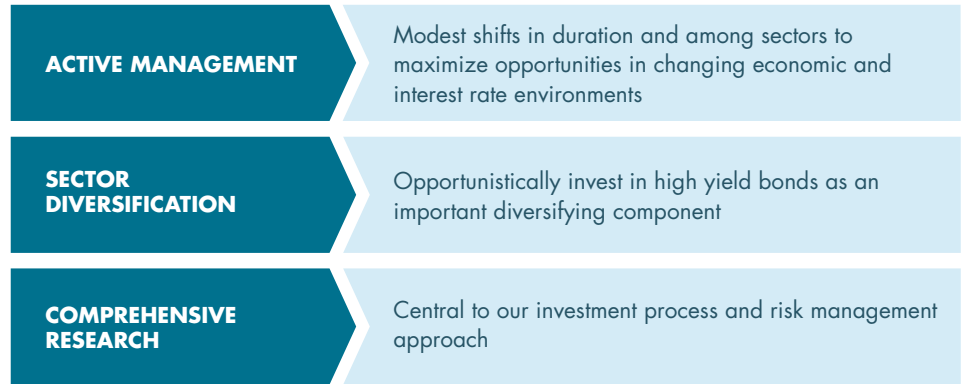 ACTIVE MANAGEMENT
Modest shifts in duration and among sectors to
maximize opportunities in changing economic and
interest rate environments
SECTOR
DIVERSIFICATION
Opportunistically invest in high yield bonds as an
important diversifying component
COMPREHENSIVE
RESEARCH
Central to our investment process and risk management
approach